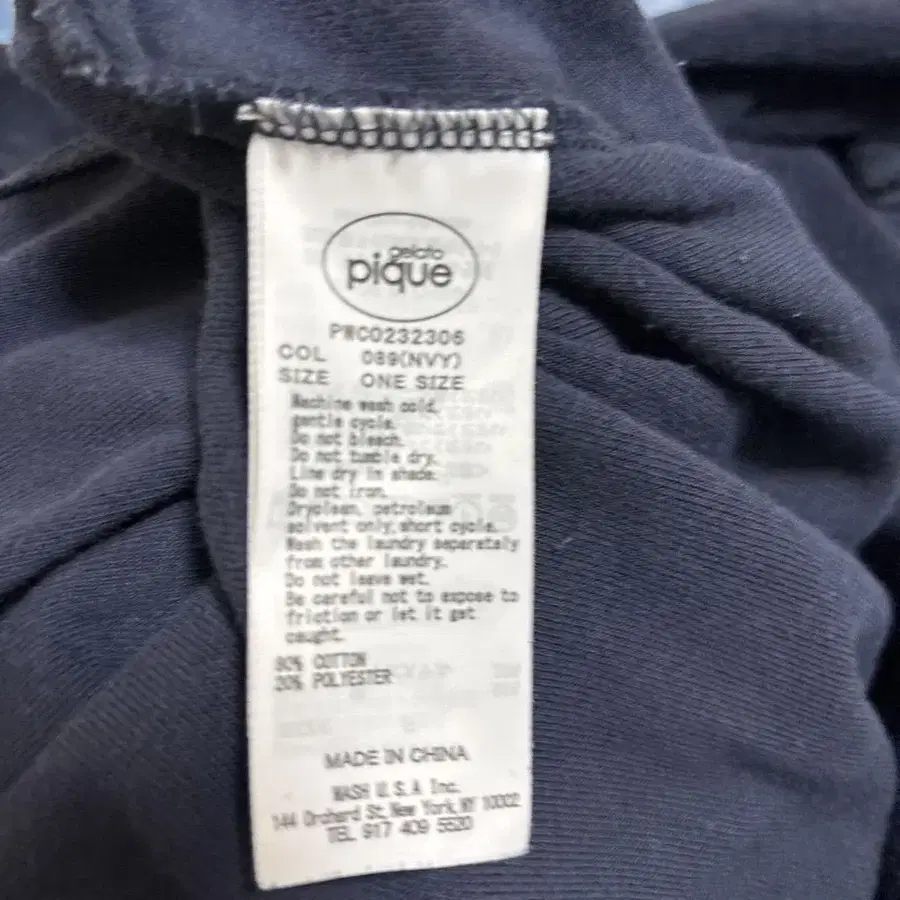 gelato
pique
PWCO232306
COL 089(NVY)
SIZE ONE SIZE
Machine wash cold,
gentle cycle.
Do not bleach.
Do not tumble dry.
Line dry in shade.
Do not iron.
Dryclean, petroleum
solvent only, short cycle.
Wash the laundry separately
from other laundry.
Do not leave wet.
Be careful not to expose to
friction or let it get
caught.
80% COTTON
20% POLYESTER
MADE IN CHINA
MASH U.S.A Inc.
144 Orchard St, New York, NY 10002
TEL 917 409 5520